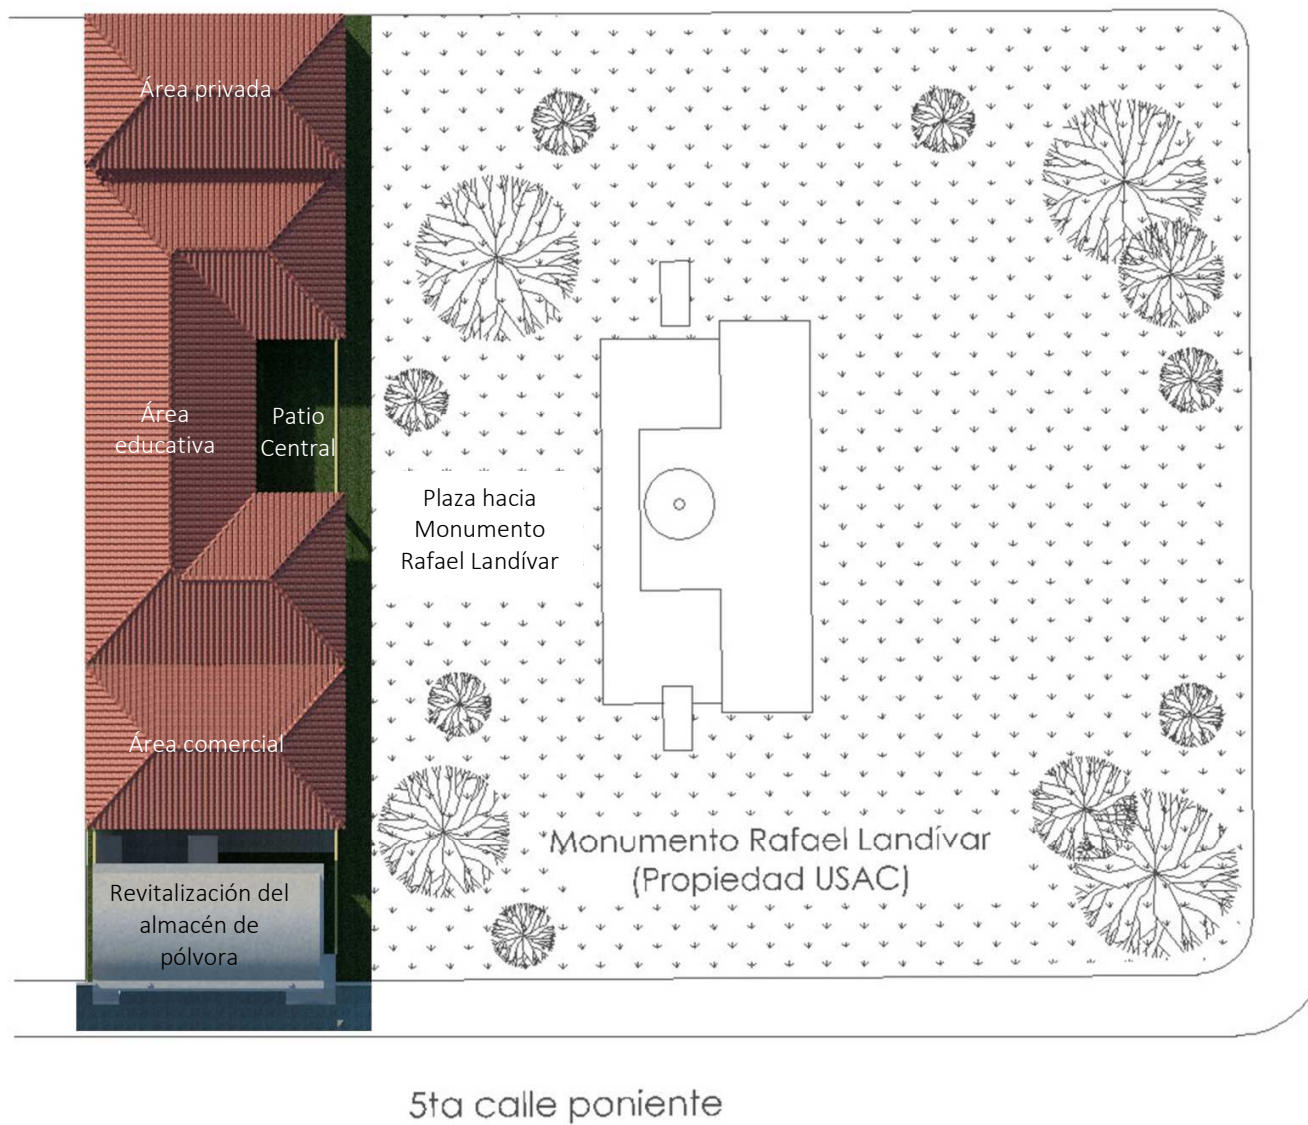 Área privada
Área
educativa
Patio
Central
Plaza hacia
Monumento
Rafael Landívar
Área comercial
Monumento Rafael Landívar
(Propiedad USAC)
Revitalización del
almacén de
pólvora
5ta calle poniente